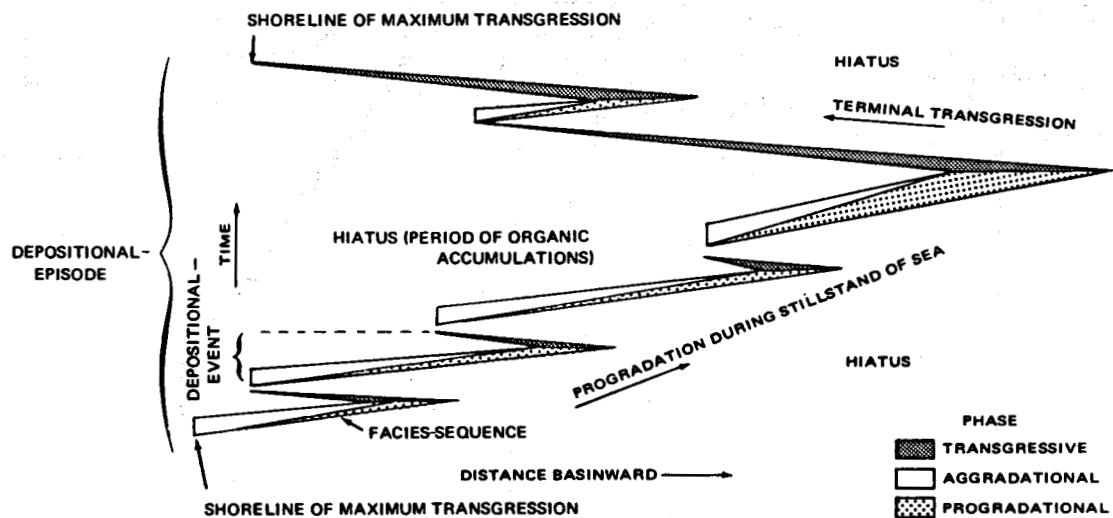 SHORELINE OF MAXIMUM TRANSGRESSION
HIATUS
TERMINAL TRANSGRESSION
DEPOSITIONAL-
EPISODE
TIME
HIATUS (PERIOD OF ORGANIC
ACCUMULATIONS)
DEPOSITIONAL-
EVENT
PROGRADATION DURING STILLSTAND OF SEA
HIATUS
FACIES-SEQUENCE
DISTANCE BASINWARD
SHORELINE OF MAXIMUM TRANSGRESSION
PHASE
TRANSGRESSIVE
AGGRADATIONAL
PROGRADATIONAL